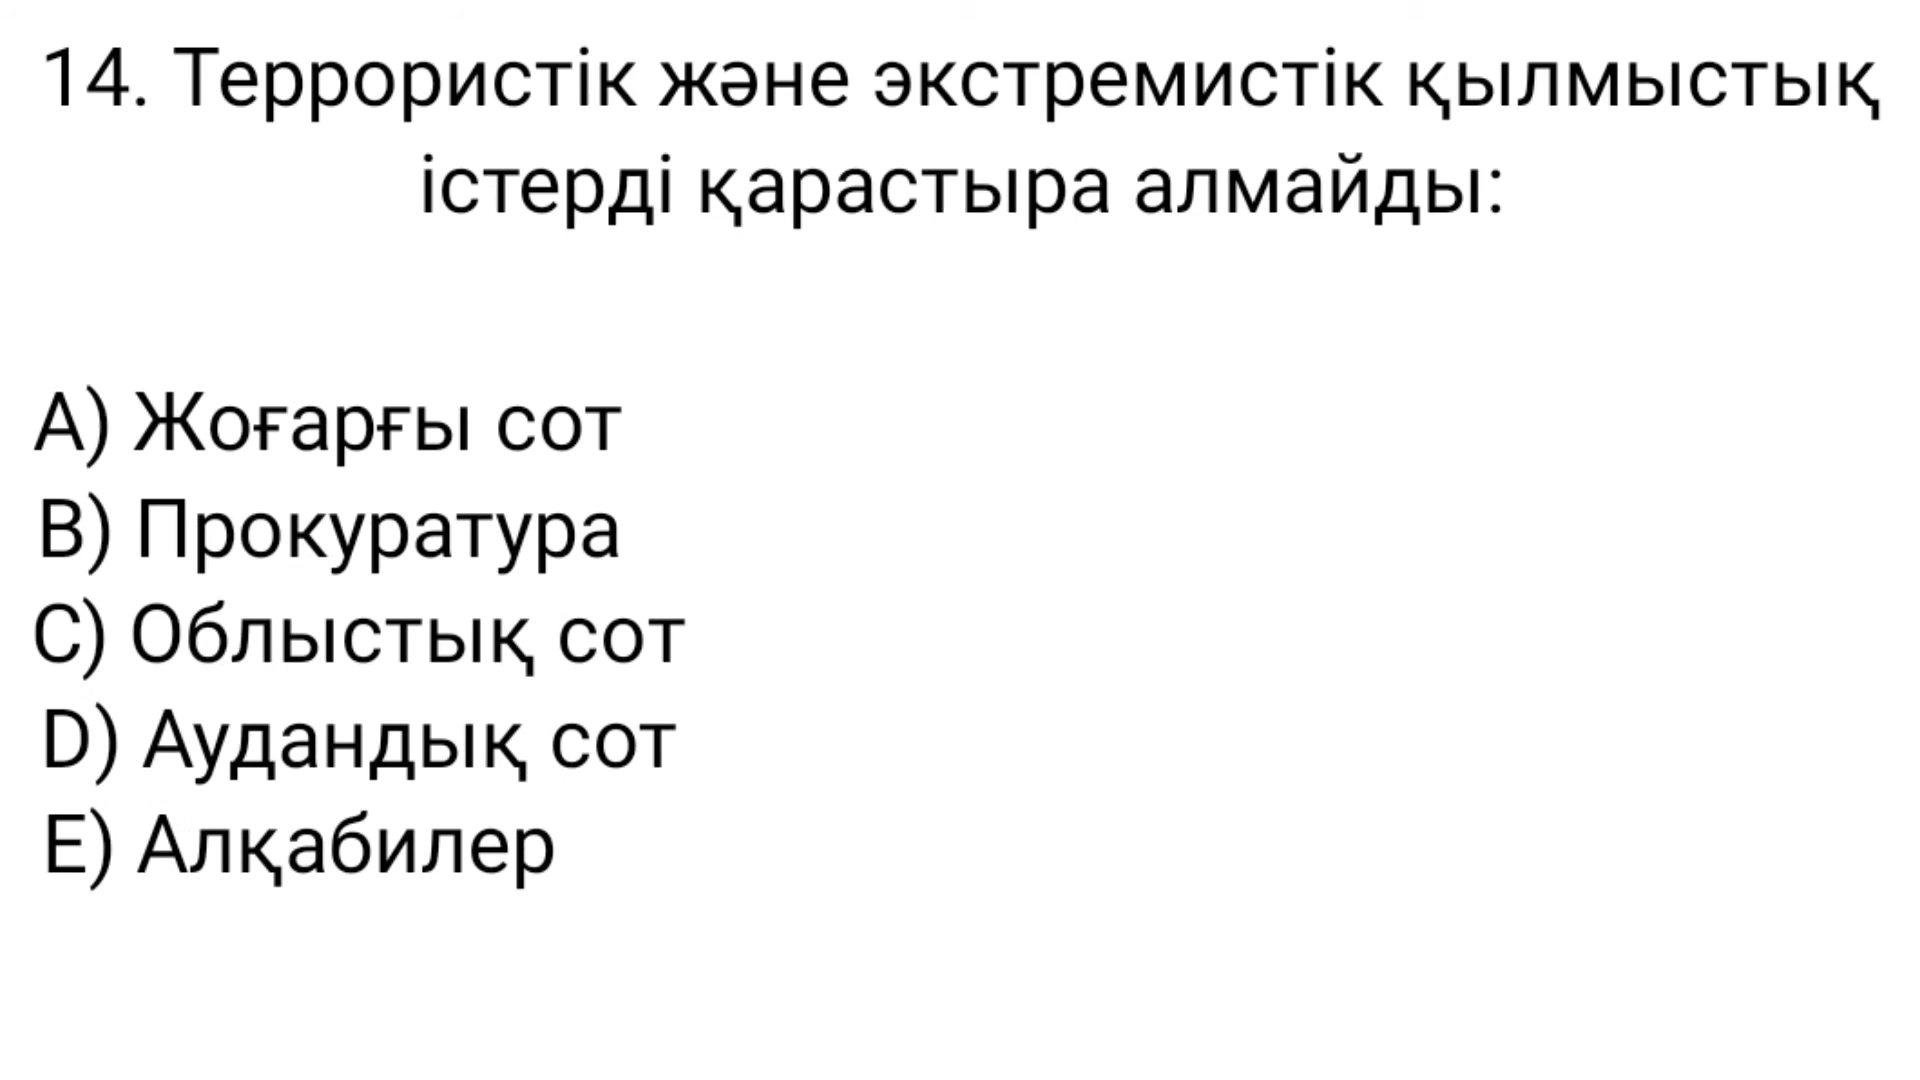 14. Террористік және экстремистік қылмыстық
істерді қарастыра алмайды:
A) Жоғарғы сот
B) Прокуратура
C) Облыстық сот
D) Аудандық сот
E) Алқабилер